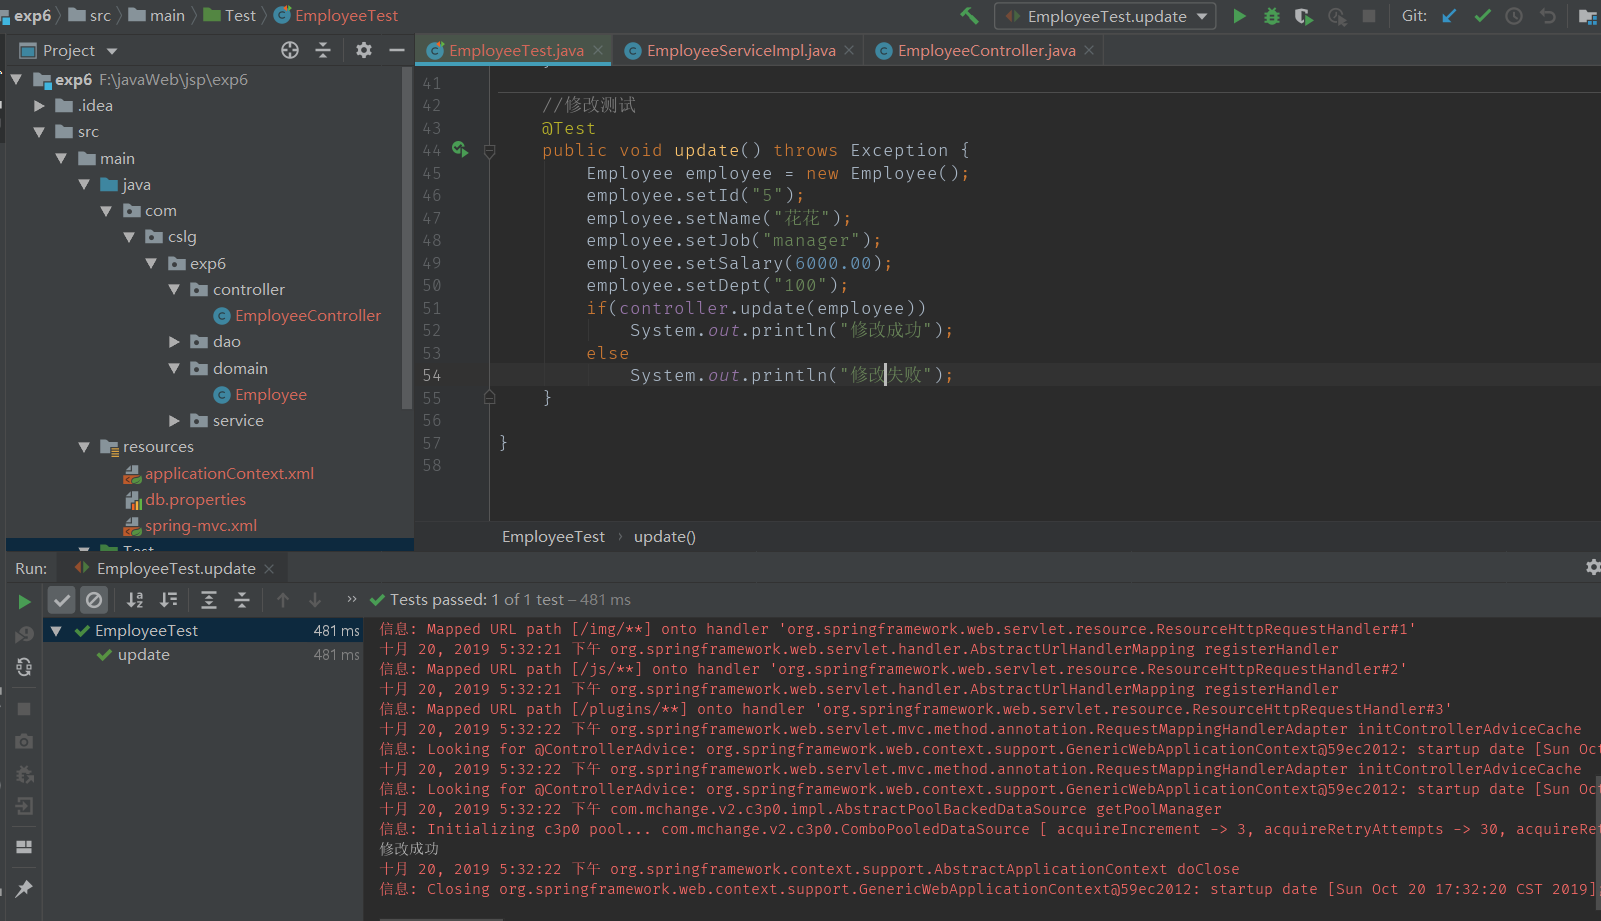 exp6 src main Test EmployeeTest EmployeeTest.update Git:
Project EmployeeTest.java EmployeeServiceImpl.java EmployeeController.java
exp6 F:\javaWeb\jsp\exp6
.idea
src
main
java
com
cslg
exp6
controller
EmployeeController
dao
domain
Employee
service
resources
applicationContext.xml
db.properties
spring-mvc.xml
Test
41
42 //修改测试
43 @Test
44 public void update() throws Exception {
45 Employee employee = new Employee();
46 employee.setId("5");
47 employee.setName("花花");
48 employee.setJob("manager");
49 employee.setSalary(6000.00);
50 employee.setDept("100");
51 if(controller.update(employee))
52 System.out.println("修改成功");
53 else
54 System.out.println("修改失败");
55 }
56
57 }
58
EmployeeTest › update()
Run: EmployeeTest.update
Tests passed: 1 of 1 test – 481 ms
EmployeeTest 481 ms
update 481 ms
信息: Mapped URL path [/img/**] onto handler 'org.springframework.web.servlet.resource.ResourceHttpRequestHandler#1'
十月 20, 2019 5:32:21 下午 org.springframework.web.servlet.handler.AbstractUrlHandlerMapping registerHandler
信息: Mapped URL path [/js/**] onto handler 'org.springframework.web.servlet.resource.ResourceHttpRequestHandler#2'
十月 20, 2019 5:32:21 下午 org.springframework.web.servlet.handler.AbstractUrlHandlerMapping registerHandler
信息: Mapped URL path [/plugins/**] onto handler 'org.springframework.web.servlet.resource.ResourceHttpRequestHandler#3'
十月 20, 2019 5:32:22 下午 org.springframework.web.servlet.mvc.method.annotation.RequestMappingHandlerAdapter initControllerAdviceCache
信息: Looking for @ControllerAdvice: org.springframework.web.context.support.GenericWebApplicationContext@59ec2012: startup date [Sun Oct
十月 20, 2019 5:32:22 下午 org.springframework.web.servlet.mvc.method.annotation.RequestMappingHandlerAdapter initControllerAdviceCache
信息: Looking for @ControllerAdvice: org.springframework.web.context.support.GenericWebApplicationContext@59ec2012: startup date [Sun Oct
十月 20, 2019 5:32:22 下午 com.mchange.v2.c3p0.impl.AbstractPoolBackedDataSource getPoolManager
信息: Initializing c3p0 pool... com.mchange.v2.c3p0.ComboPooledDataSource [ acquireIncrement -> 3, acquireRetryAttempts -> 30, acquireRet
修改成功
十月 20, 2019 5:32:22 下午 org.springframework.context.support.AbstractApplicationContext doClose
信息: Closing org.springframework.web.context.support.GenericWebApplicationContext@59ec2012: startup date [Sun Oct 20 17:32:20 CST 2019];